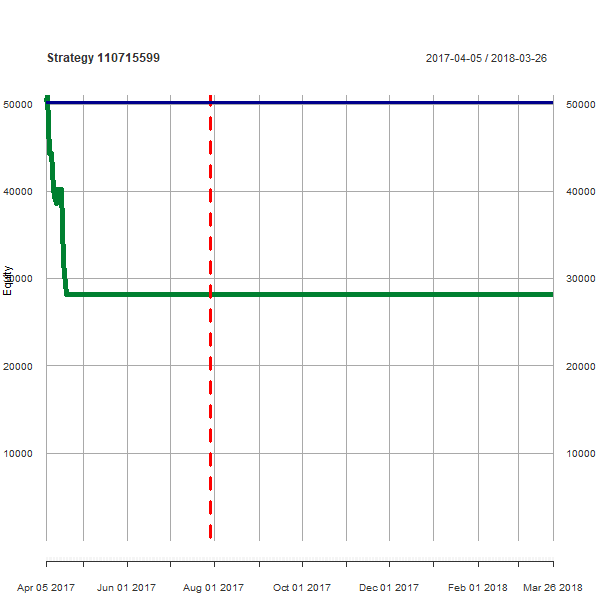 Strategy 110715599
2017-04-05 / 2018-03-26
50000 50000
40000 40000
30000 30000
20000 20000
10000 10000
Equity
Apr 05 2017 Jun 01 2017 Aug 01 2017 Oct 01 2017 Dec 01 2017 Feb 01 2018 Mar 26 2018